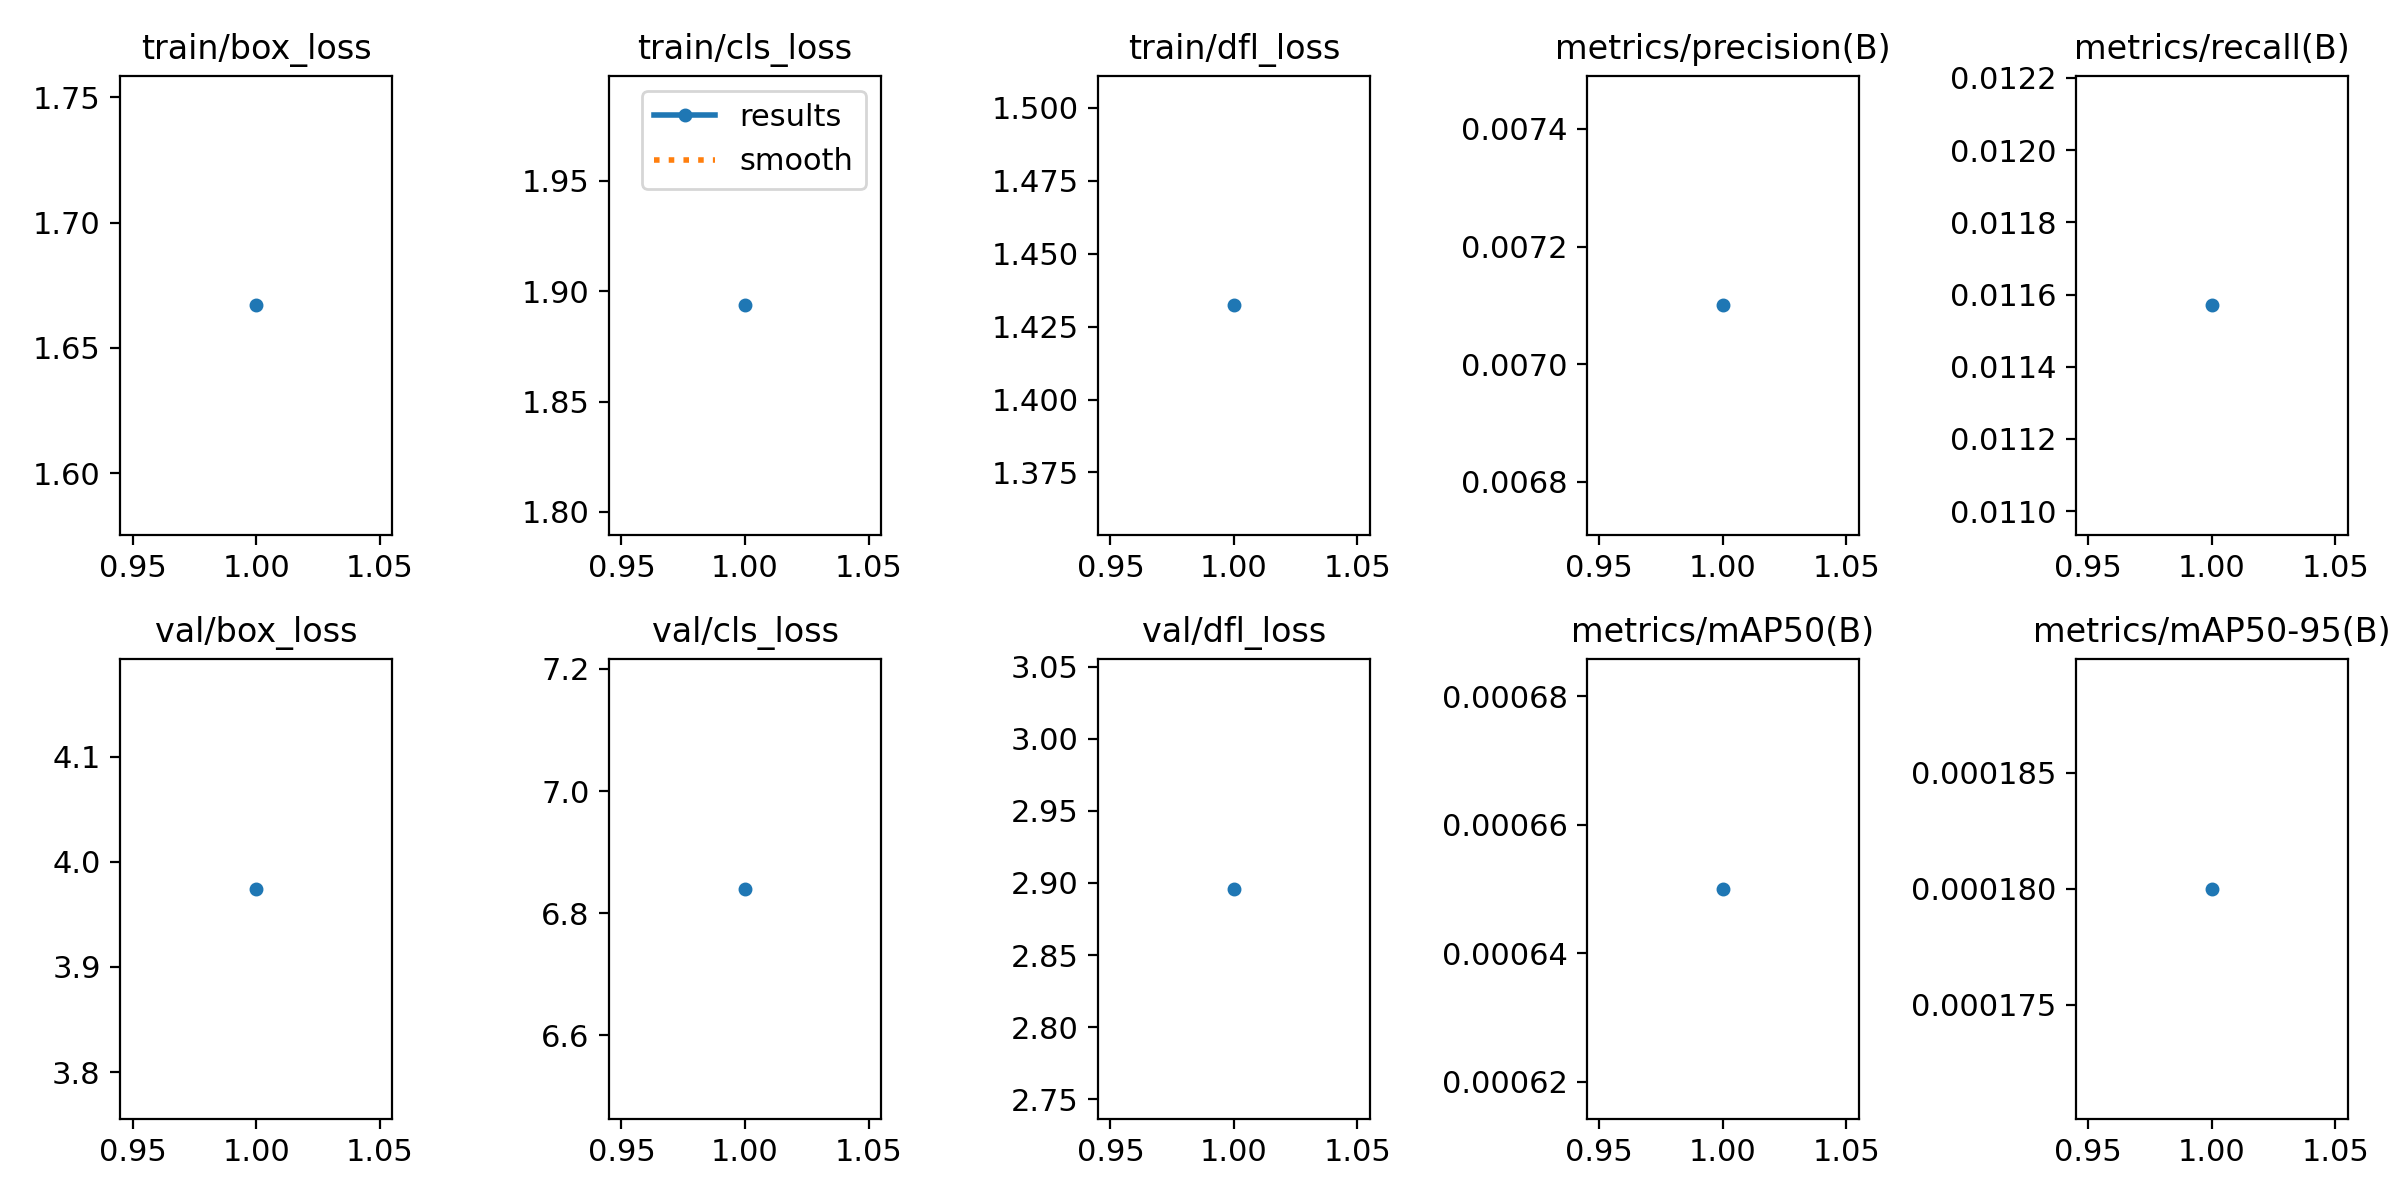 train/box_loss
1.75
1.70
1.65
1.60
0.95 1.00 1.05
train/cls_loss
results
smooth
1.95
1.90
1.85
1.80
0.95 1.00 1.05
train/dfl_loss
1.500
1.475
1.450
1.425
1.400
1.375
0.95 1.00 1.05
metrics/precision(B)
0.0074
0.0072
0.0070
0.0068
0.95 1.00 1.05
metrics/recall(B)
0.0122
0.0120
0.0118
0.0116
0.0114
0.0112
0.0110
0.95 1.00 1.05
val/box_loss
4.1
4.0
3.9
3.8
0.95 1.00 1.05
val/cls_loss
7.2
7.0
6.8
6.6
0.95 1.00 1.05
val/dfl_loss
3.05
3.00
2.95
2.90
2.85
2.80
2.75
0.95 1.00 1.05
metrics/mAP50(B)
0.00068
0.00066
0.00064
0.00062
0.95 1.00 1.05
metrics/mAP50-95(B)
0.000185
0.000180
0.000175
0.95 1.00 1.05